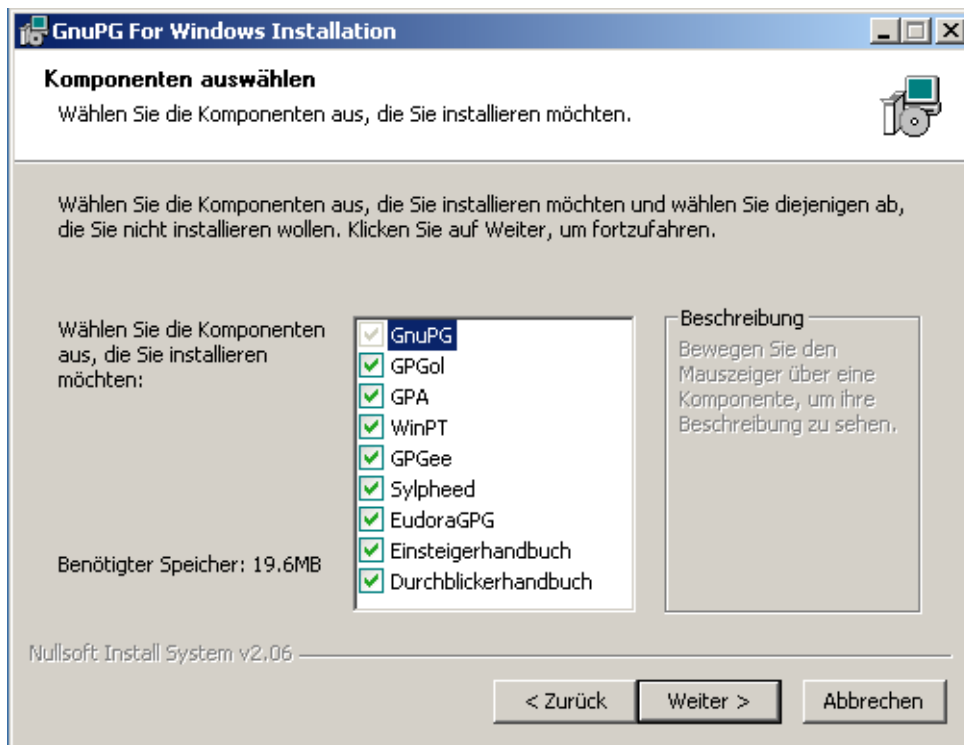 GnuPG For Windows Installation
Komponenten auswählen
Wählen Sie die Komponenten aus, die Sie installieren möchten.
Wählen Sie die Komponenten aus, die Sie installieren möchten und wählen Sie diejenigen ab,
die Sie nicht installieren wollen. Klicken Sie auf Weiter, um fortzufahren.
Wählen Sie die Komponenten
aus, die Sie installieren
möchten:
GnuPG
GPGol
GPA
WinPT
GPGee
Sylpheed
EudoraGPG
Einsteigerhandbuch
Durchblickerhandbuch
Beschreibung
Bewegen Sie den
Mauszeiger über eine
Komponente, um ihre
Beschreibung zu sehen.
Benötigter Speicher: 19.6MB
Nullsoft Install System v2.06
< Zurück
Weiter >
Abbrechen